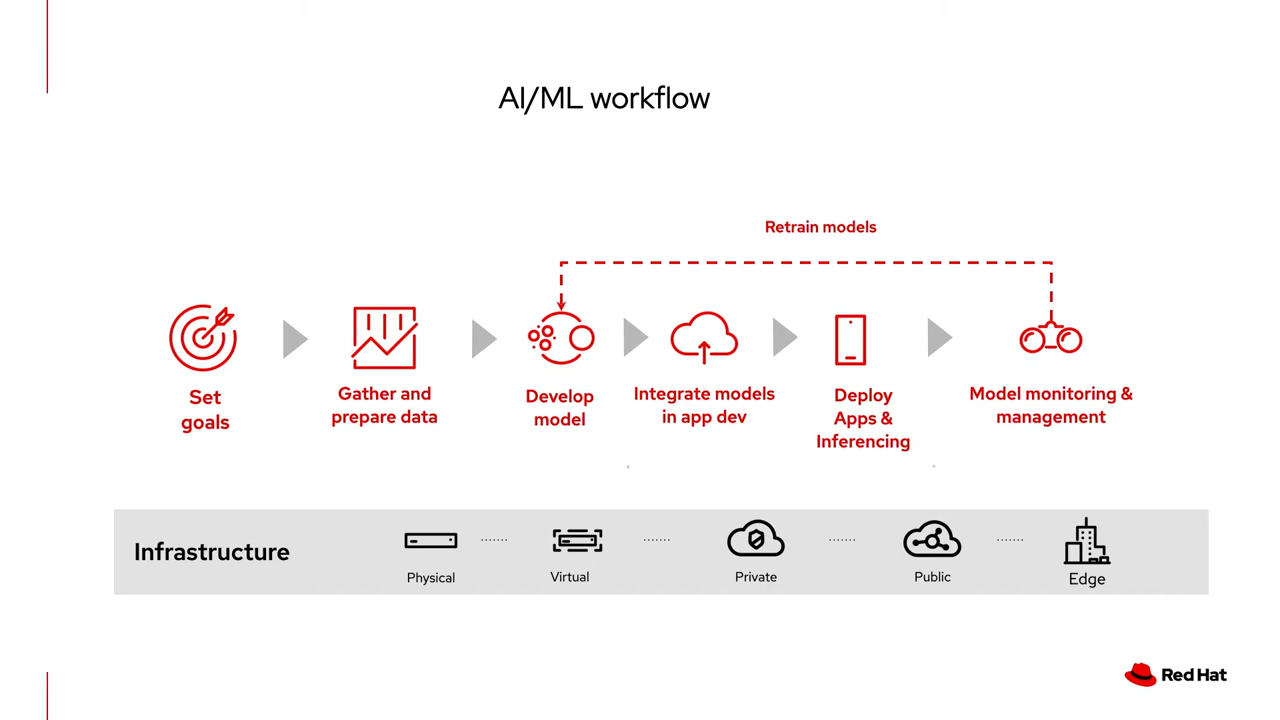 AI/ML workflow
Retrain models
Set
goals
Gather and
prepare data
Develop
model
Integrate models
in app dev
Deploy
Apps &
Inferencing
Model monitoring &
management
Infrastructure
Physical
Virtual
Private
Public
Edge
Red Hat